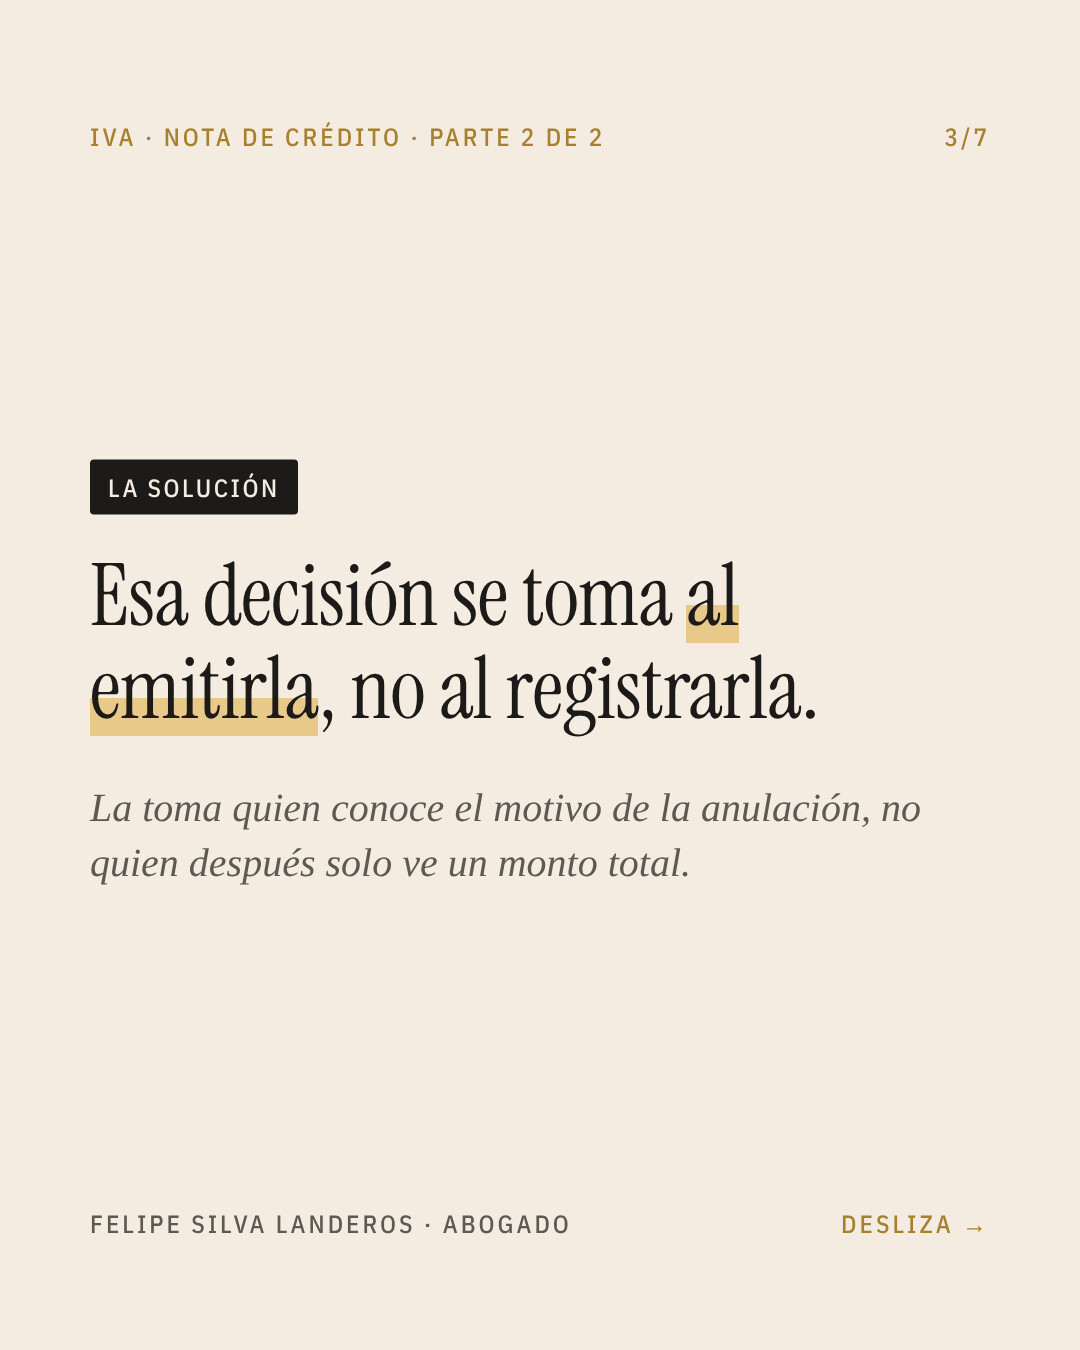 IVA · NOTA DE CRÉDITO · PARTE 2 DE 2
3/7
LA SOLUCIÓN
Esa decisión se toma al
emitirla, no al registrarla.
La toma quien conoce el motivo de la anulación, no
quien después solo ve un monto total.
FELIPE SILVA LANDEROS · ABOGADO
DESLIZA →